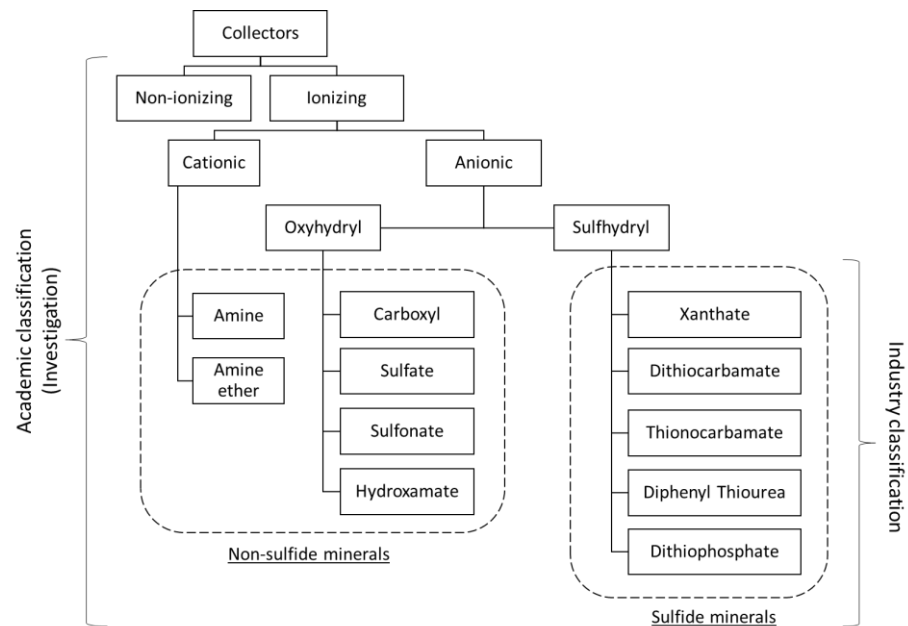 Collectors
Non-ionizing
Ionizing
Cationic
Anionic
Oxyhydryl
Sulfhydryl
Amine
Amine
ether
Carboxyl
Sulfate
Sulfonate
Hydroxamate
Non-sulfide minerals
Xanthate
Dithiocarbamate
Thionocarbamate
Diphenyl Thiourea
Dithiophosphate
Sulfide minerals
Academic classification
(Investigation)
Industry classification